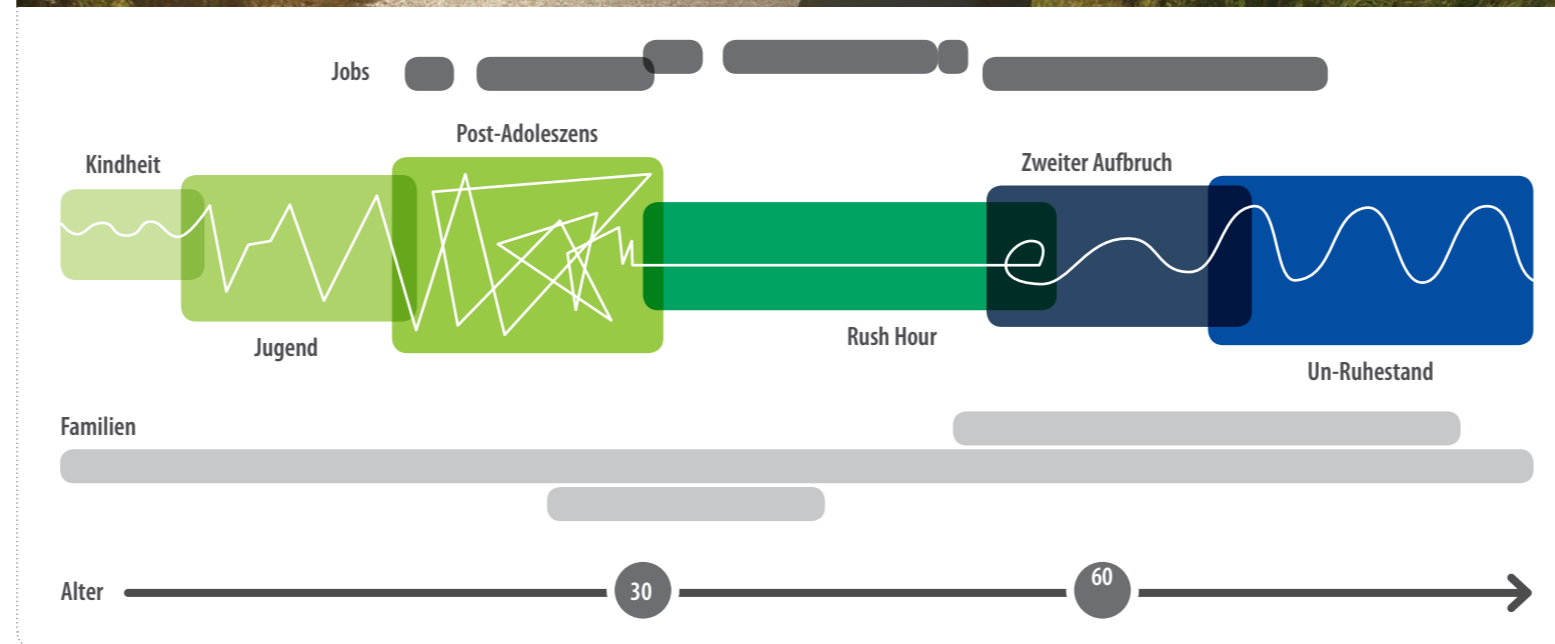 Jobs
Post-Adoleszens
Kindheit
Zweiter Aufbruch
Jugend
Rush Hour
Un-Ruhestand
Familien
Alter
30
60